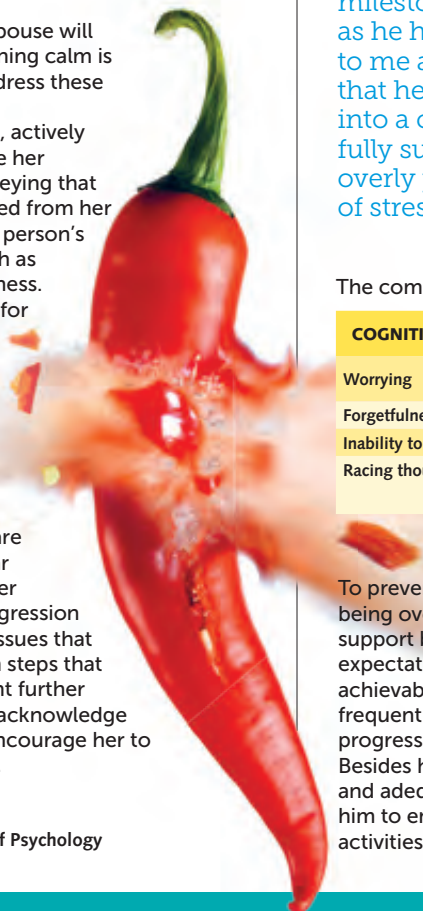 pouse will
ning calm is
dress these
, actively
e her
eying that
ed from her
person's
h as
ness.
for
are
r
er
gression
ssues that
n steps that
nt further
acknowledge
ncourage her to
f Psychology
milesto
as he h
to me a
that he
into a c
fully su
overly
of stres
The com
COGNITI
Worrying
Forgetfulne
Inability to
Racing tho
To preve
being ov
support h
expectat
achievab
frequent
progress
Besides h
and adeq
him to en
activities